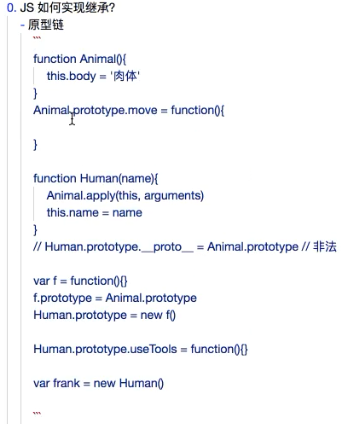 0. JS 如何实现继承?
- 原型链
```
function Animal(){
this.body = '肉体'
}
Animal.prototype.move = function(){
}
function Human(name){
Animal.apply(this, arguments)
this.name = name
}
// Human.prototype.__proto__ = Animal.prototype // 非法
var f = function(){}
f.prototype = Animal.prototype
Human.prototype = new f()
Human.prototype.useTools = function(){}
var frank = new Human()
```